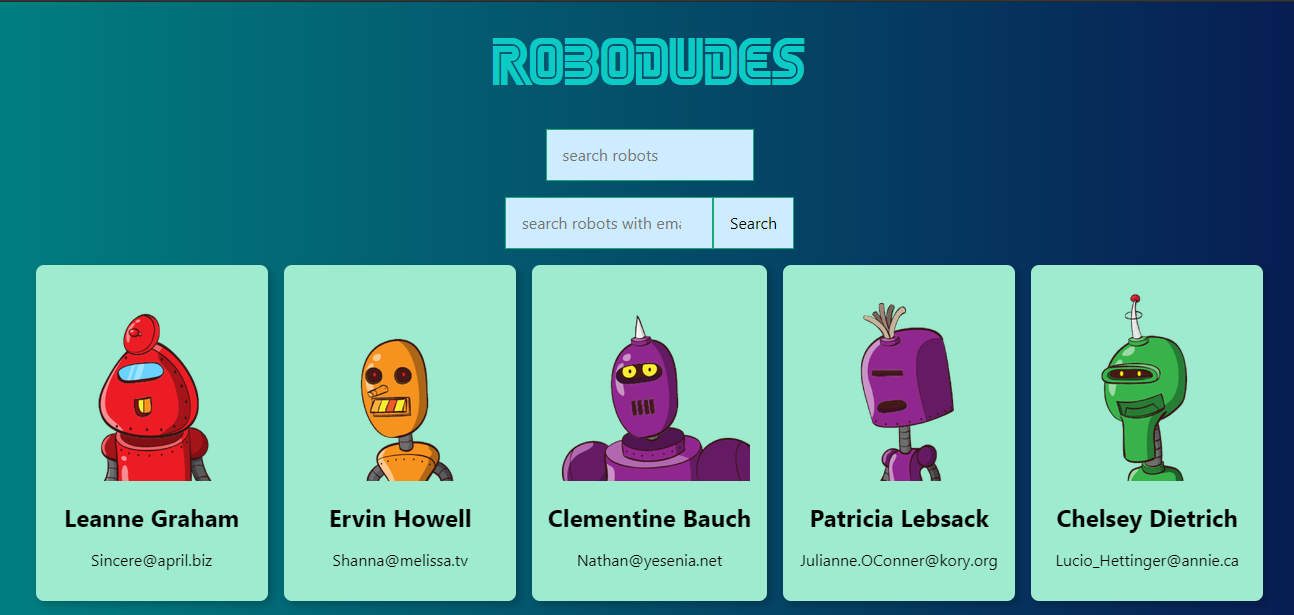 ROBODUDES
search robots
search robots with ema
Search
Leanne Graham
Ervin Howell
Clementine Bauch
Patricia Lebsack
Chelsey Dietrich
Sincere@april.biz
Shanna@melissa.tv
Nathan@yesenia.net
Julianne.OConner@kory.org
Lucio_Hettinger@annie.ca